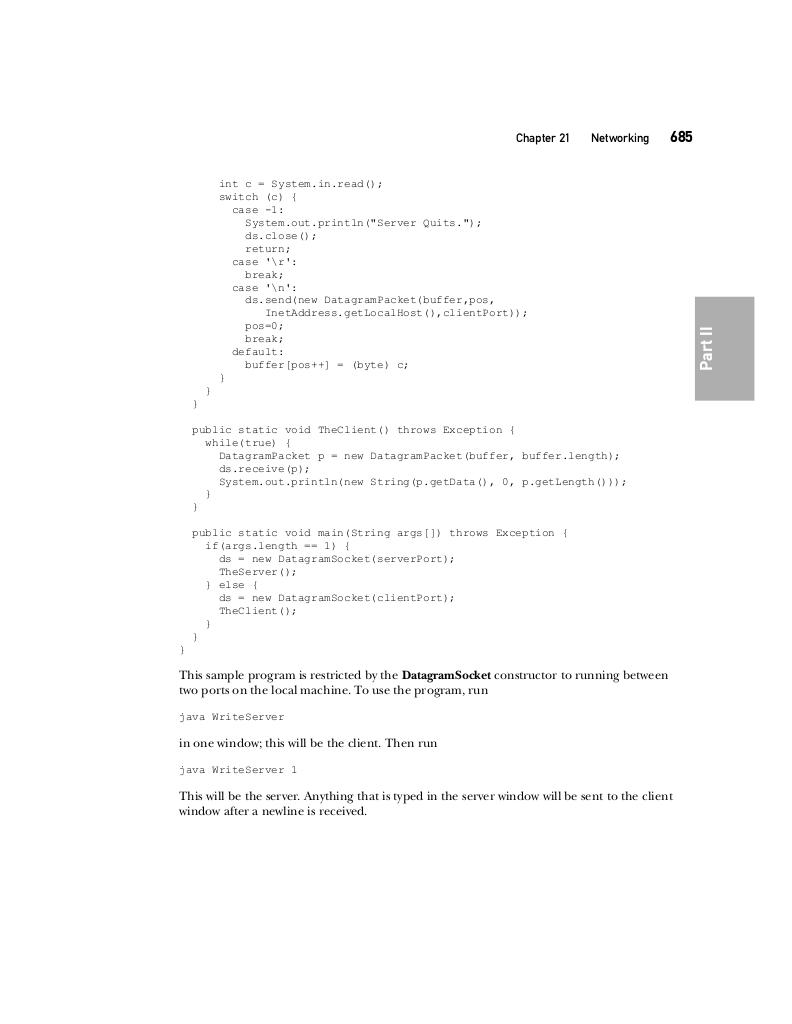 Chapter 21 Networking 685
int c = System.in.read();
switch (c) {
case -1:
System.out.println("Server Quits.");
ds.close();
return;
case '\r':
break;
case '\n':
ds.send(new DatagramPacket(buffer,pos,
InetAddress.getLocalHost(),clientPort));
pos=0;
break;
default:
buffer[pos++] = (byte) c;
}
}
}
Part II
public static void TheClient() throws Exception {
while(true) {
DatagramPacket p = new DatagramPacket(buffer, buffer.length);
ds.receive(p);
System.out.println(new String(p.getData(), 0, p.getLength()));
}
}
public static void main(String args[]) throws Exception {
if(args.length == 1) {
ds = new DatagramSocket(serverPort);
TheServer();
} else {
ds = new DatagramSocket(clientPort);
TheClient();
}
}
}
This sample program is restricted by the DatagramSocket constructor to running between
two ports on the local machine. To use the program, run
java WriteServer
in one window; this will be the client. Then run
java WriteServer 1
This will be the server. Anything that is typed in the server window will be sent to the client
window after a newline is received.